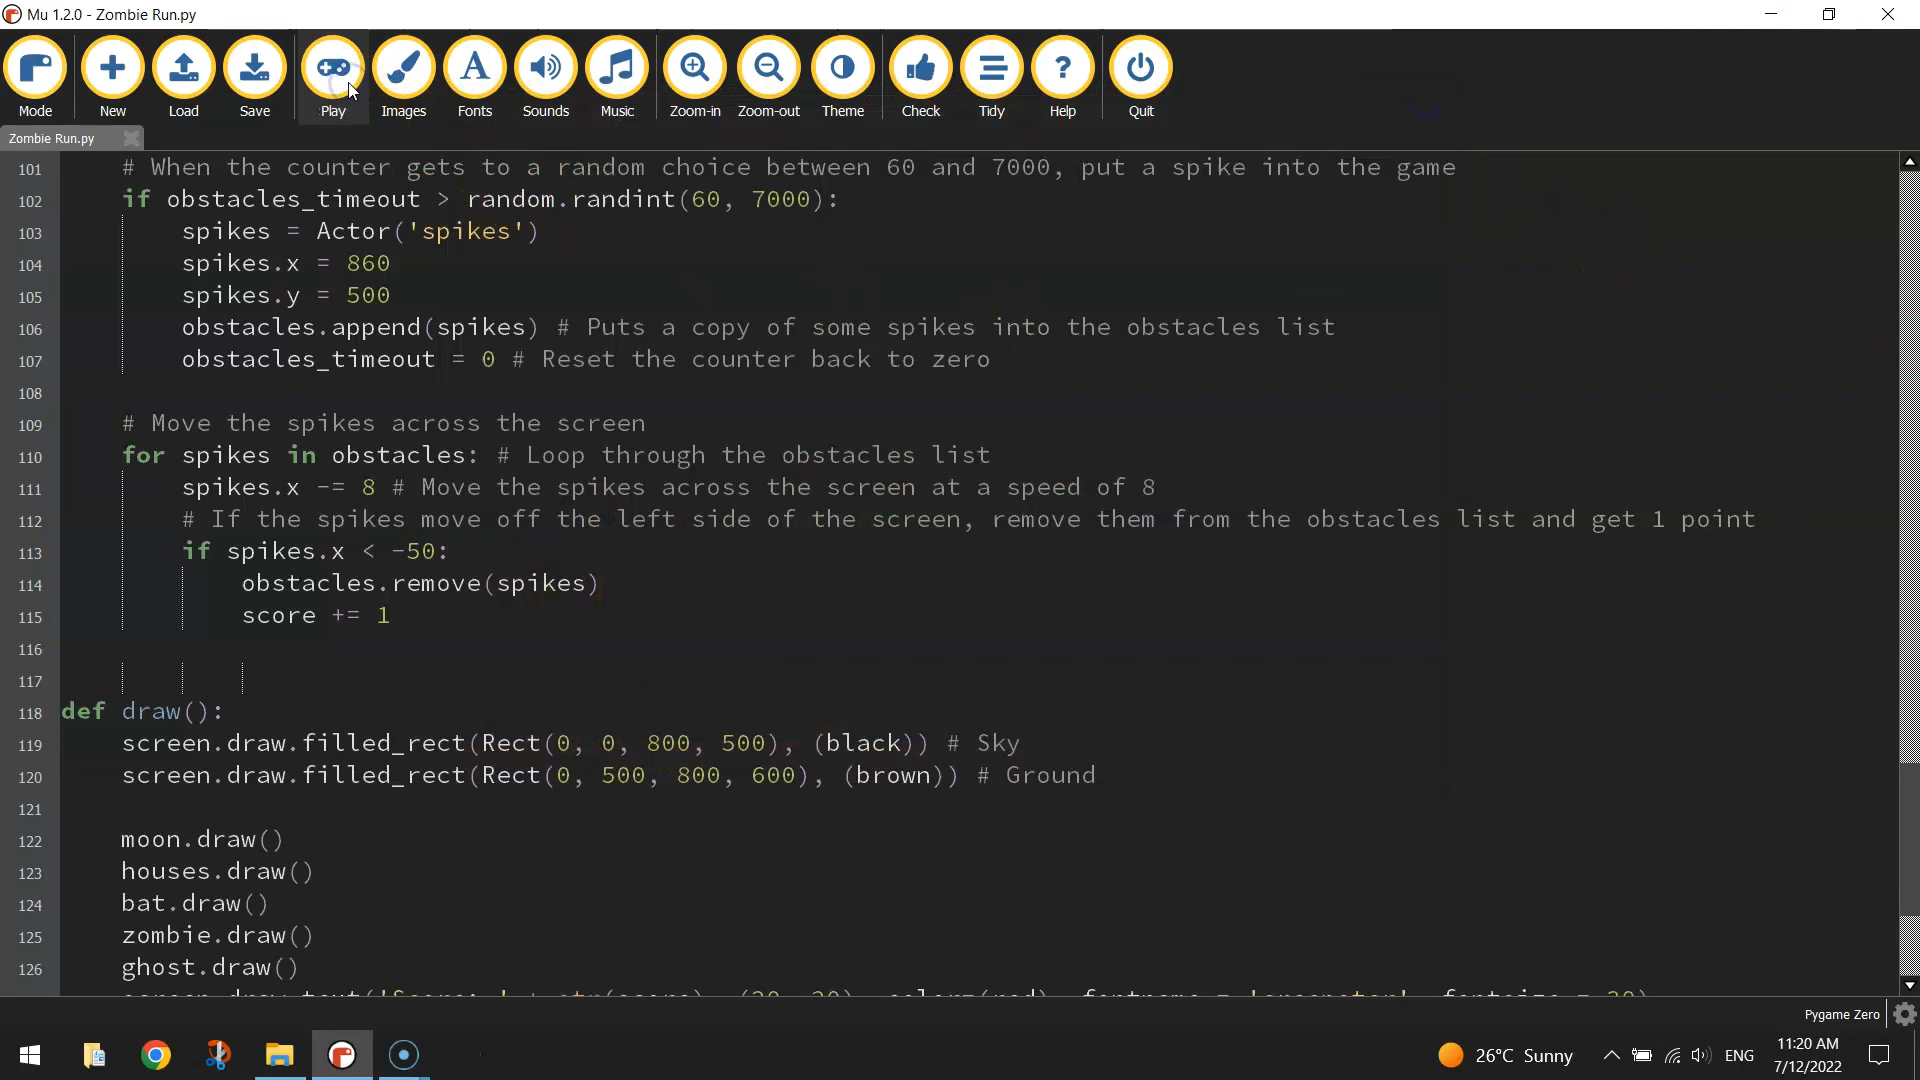 Mu 1.2.0 - Zombie Run.py
Mode New Load Save Play Images Fonts Sounds Music Zoom-in Zoom-out Theme Check Tidy Help Quit
Zombie Run.py
101 # When the counter gets to a random choice between 60 and 7000, put a spike into the game
102 if obstacles_timeout > random.randint(60, 7000):
103 spikes = Actor('spikes')
104 spikes.x = 860
105 spikes.y = 500
106 obstacles.append(spikes) # Puts a copy of some spikes into the obstacles list
107 obstacles_timeout = 0 # Reset the counter back to zero
108
109 # Move the spikes across the screen
110 for spikes in obstacles: # Loop through the obstacles list
111 spikes.x -= 8 # Move the spikes across the screen at a speed of 8
112 # If the spikes move off the left side of the screen, remove them from the obstacles list and get 1 point
113 if spikes.x < -50:
114 obstacles.remove(spikes)
115 score += 1
116
117
118 def draw():
119 screen.draw.filled_rect(Rect(0, 0, 800, 500), (black)) # Sky
120 screen.draw.filled_rect(Rect(0, 500, 800, 600), (brown)) # Ground
121
122 moon.draw()
123 houses.draw()
124 bat.draw()
125 zombie.draw()
126 ghost.draw()
Pygame Zero
26°C Sunny
ENG
11:20 AM
7/12/2022